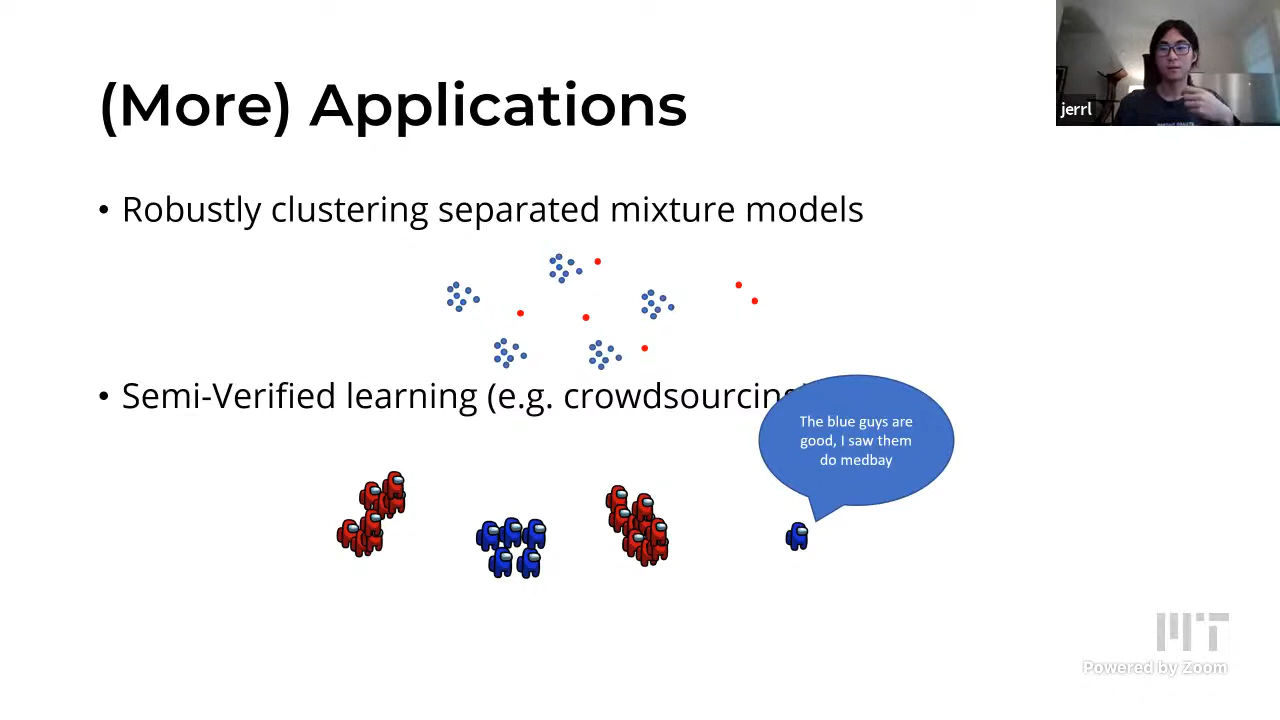 (More) Applications
jerrl
• Robustly clustering separated mixture models
• Semi-Verified learning (e.g. crowdsourcing)
The blue guys are
good, I saw them
do medbay
MIT
Powered by Zoom